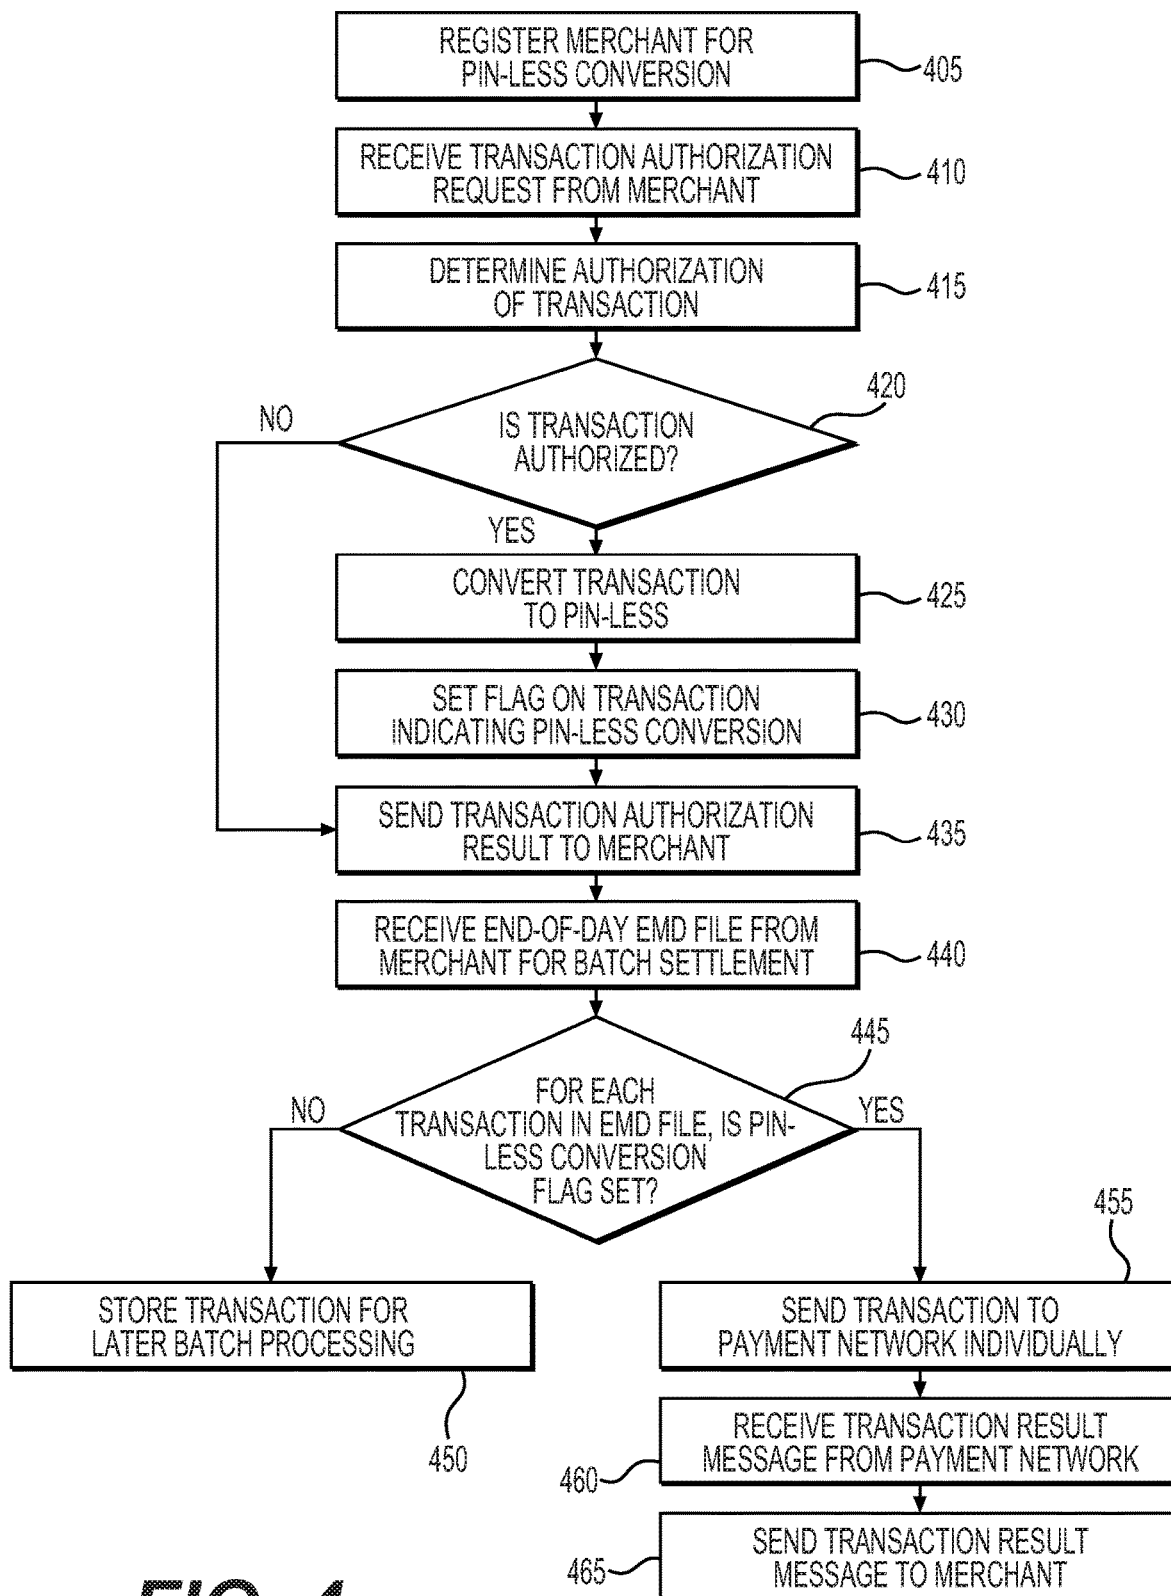 REGISTER MERCHANT FOR
PIN-LESS CONVERSION
405
RECEIVE TRANSACTION AUTHORIZATION
REQUEST FROM MERCHANT
410
DETERMINE AUTHORIZATION
OF TRANSACTION
415
420
NO
IS TRANSACTION
AUTHORIZED?
YES
CONVERT TRANSACTION
TO PIN-LESS
425
SET FLAG ON TRANSACTION
INDICATING PIN-LESS CONVERSION
430
SEND TRANSACTION AUTHORIZATION
RESULT TO MERCHANT
435
RECEIVE END-OF-DAY EMD FILE FROM
MERCHANT FOR BATCH SETTLEMENT
440
445
NO
YES
FOR EACH
TRANSACTION IN EMD FILE, IS PIN-
LESS CONVERSION
FLAG SET?
STORE TRANSACTION FOR
LATER BATCH PROCESSING
450
455
SEND TRANSACTION TO
PAYMENT NETWORK INDIVIDUALLY
RECEIVE TRANSACTION RESULT
MESSAGE FROM PAYMENT NETWORK
460
SEND TRANSACTION RESULT
MESSAGE TO MERCHANT
465
FIG. 4